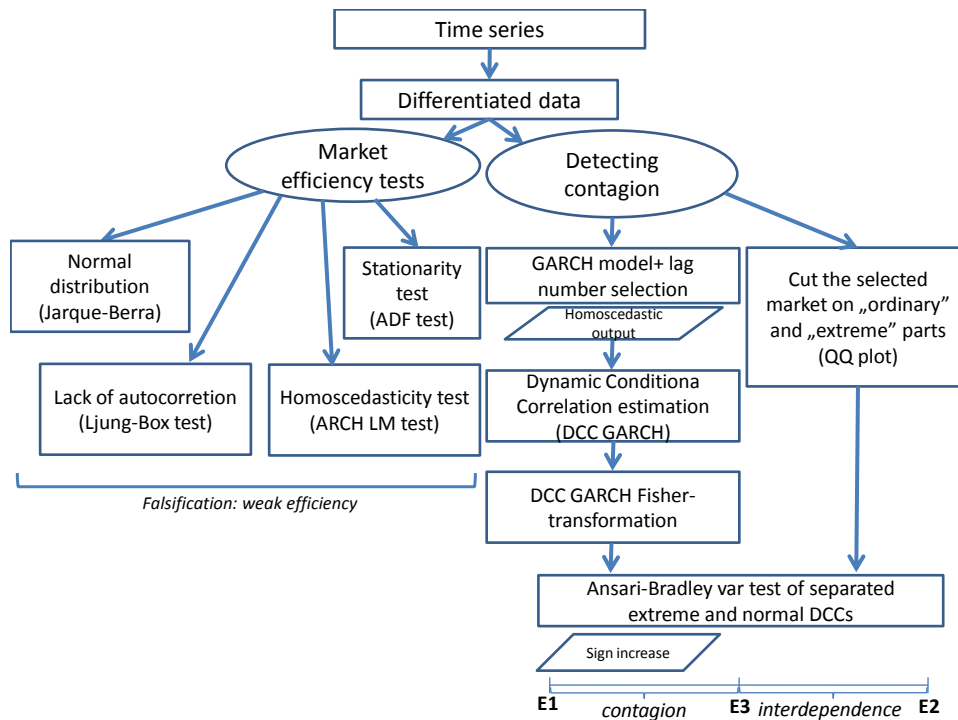 Time series
Differentiated data
Market
efficiency tests
Detecting
contagion
Normal
distribution
(Jarque-Berra)
Stationarity
test
(ADF test)
GARCH model+ lag
number selection
Homoscedastic
output
Cut the selected
market on „ordinary”
and „extreme” parts
(QQ plot)
Lack of autocorretion
(Ljung-Box test)
Homoscedasticity test
(ARCH LM test)
Dynamic Conditiona
Correlation estimation
(DCC GARCH)
Falsification: weak efficiency
DCC GARCH Fisher-
transformation
Ansari-Bradley var test of separated
extreme and normal DCCs
Sign increase
E1 contagion E3 interdependence E2